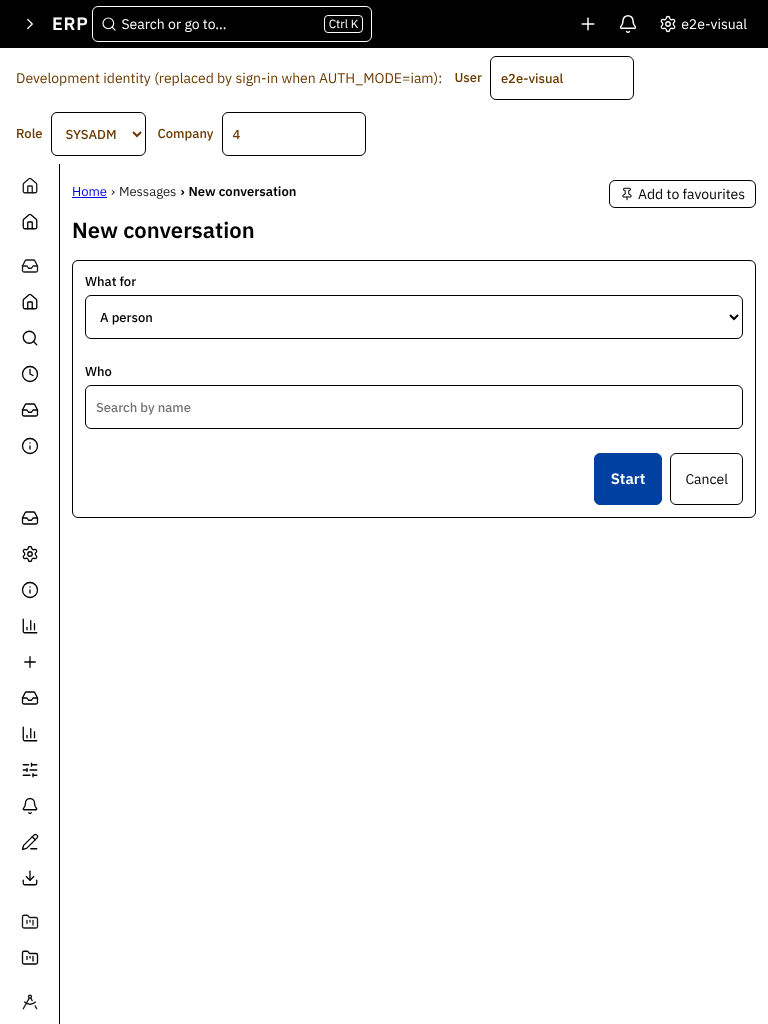 ERP Search or go to... Ctrl K e2e-visual
Development identity (replaced by sign-in when AUTH_MODE=iam): User e2e-visual
Role SYSADM Company 4
Home › Messages › New conversation Add to favourites
New conversation
What for
A person
Who
Search by name
Start Cancel